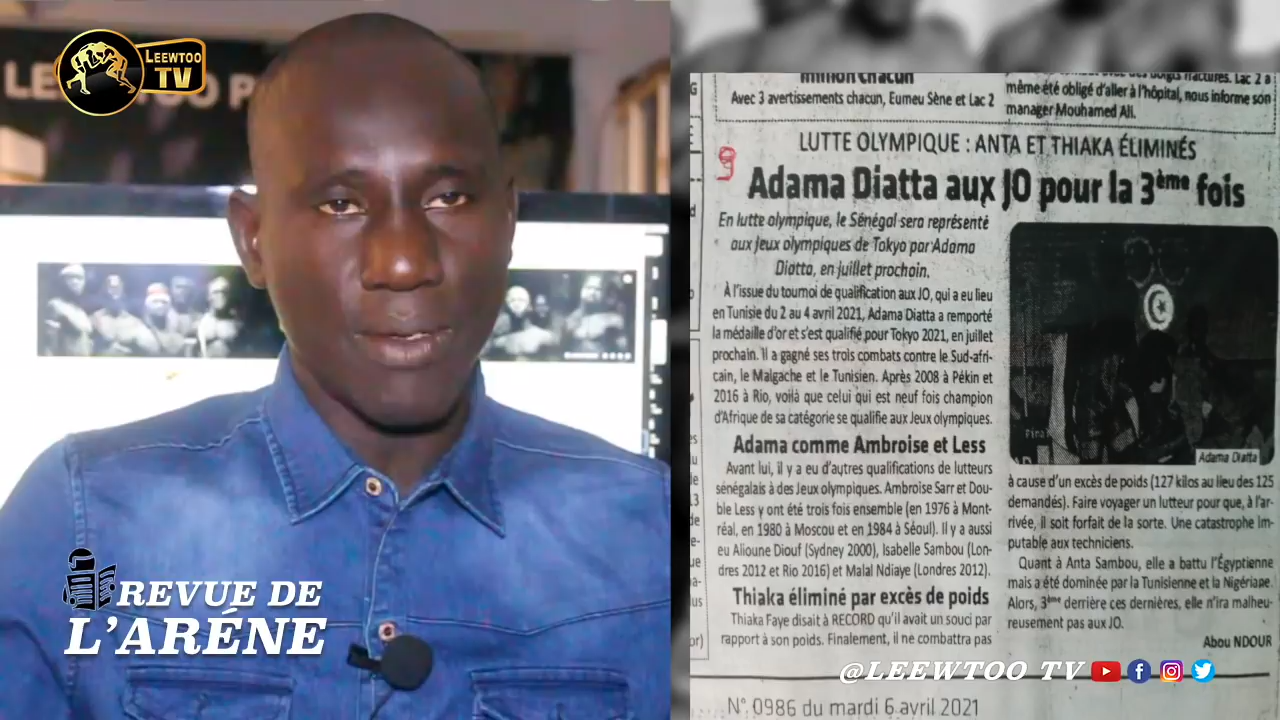 LEEWTOO
TV
REVUE DE
L'ARÉNE
minon chacun
Avec 3 avertissements chacun, Eumeu Sène et Lac 2
fractures. Lac 2 a
même été obligé d'aller à l'hôpital, nous informe son
manager Mouhamed Ali.
LUTTE OLYMPIQUE : ANTA ET THIAKA ÉLIMINÉS
9
Adama Diatta aux JO pour la 3ème fois
En lutte olympique, le Sénégal sera représenté
aux jeux olympiques de Tokyo par Adama
Diatta, en juillet prochain.
À l'issue du tournoi de qualification aux JO, qui a eu lieu
en Tunisie du 2 au 4 avril 2021, Adama Diatta a remporté
la médaille d'or et s'est qualifié pour Tokyo 2021, en juillet
prochain. Il a gagné ses trois combats contre le Sud-afri-
cain, le Malgache et le Tunisien. Après 2008 à Pékin et
2016 à Rio, voilà que celui qui est neuf fois champion
d'Afrique de sa catégorie se qualifie aux Jeux olympiques.
Adama comme Ambroise et Less
Avant lui, il y a eu d'autres qualifications de lutteurs
sénégalais à des Jeux olympiques. Ambroise Sarr et Dou-
ble Less y ont été trois fois ensemble (en 1976 à Mont-
réal, en 1980 à Moscou et en 1984 à Séoul). Il y a aussi
eu Alioune Diouf (Sydney 2000), Isabelle Sambou (Lon-
dres 2012 et Rio 2016) et Malal Ndiaye (Londres 2012).
Thiaka éliminé par excès de poids
Thiaka Faye disait à RECORD qu'il avait un souci par
rapport à son poids. Finalement, il ne combattra pas
Adama Diatta
à cause d'un excès de poids (127 kilos au lieu des 125
demandés). Faire voyager un lutteur pour que, à l'ar-
rivée, il soit forfait de la sorte. Une catastrophe im-
putable aux techniciens.
Quant à Anta Sambou, elle a battu l'Égyptienne
mais a été dominée par la Tunisienne et la Nigériane.
Alors, 3ème derrière ces dernières, elle n'ira malheu-
reusement pas aux JO.
Abou NDOUR
@LEEWTOO TV
N° 0986 du mardi 6 avril 2021